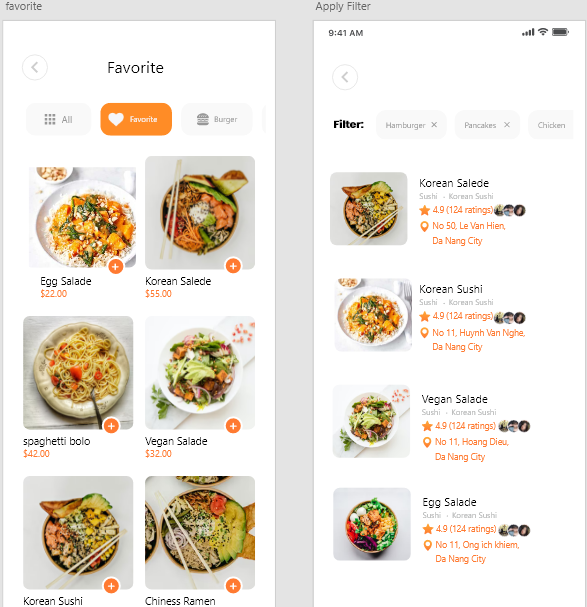 favorite
Favorite
All
Favorite
Burger
Egg Salade
$22.00
Korean Salede
$55.00
spaghetti bolo
$42.00
Vegan Salade
$32.00
Korean Sushi
Chiness Ramen
Apply Filter
9:41 AM
Filter:
Hamburger ×
Pancakes ×
Chicken
Korean Salede
Sushi - Korean Sushi
4.9 (124 ratings)
No 50, Le Van Hien,
Da Nang City
Korean Sushi
Sushi - Korean Sushi
4.9 (124 ratings)
No 11, Huynh Van Nghe,
Da Nang City
Vegan Salade
Sushi - Korean Sushi
4.9 (124 ratings)
No 11, Hoang Dieu,
Da Nang City
Egg Salade
Sushi - Korean Sushi
4.9 (124 ratings)
No 11, Ong ich khiem,
Da Nang City